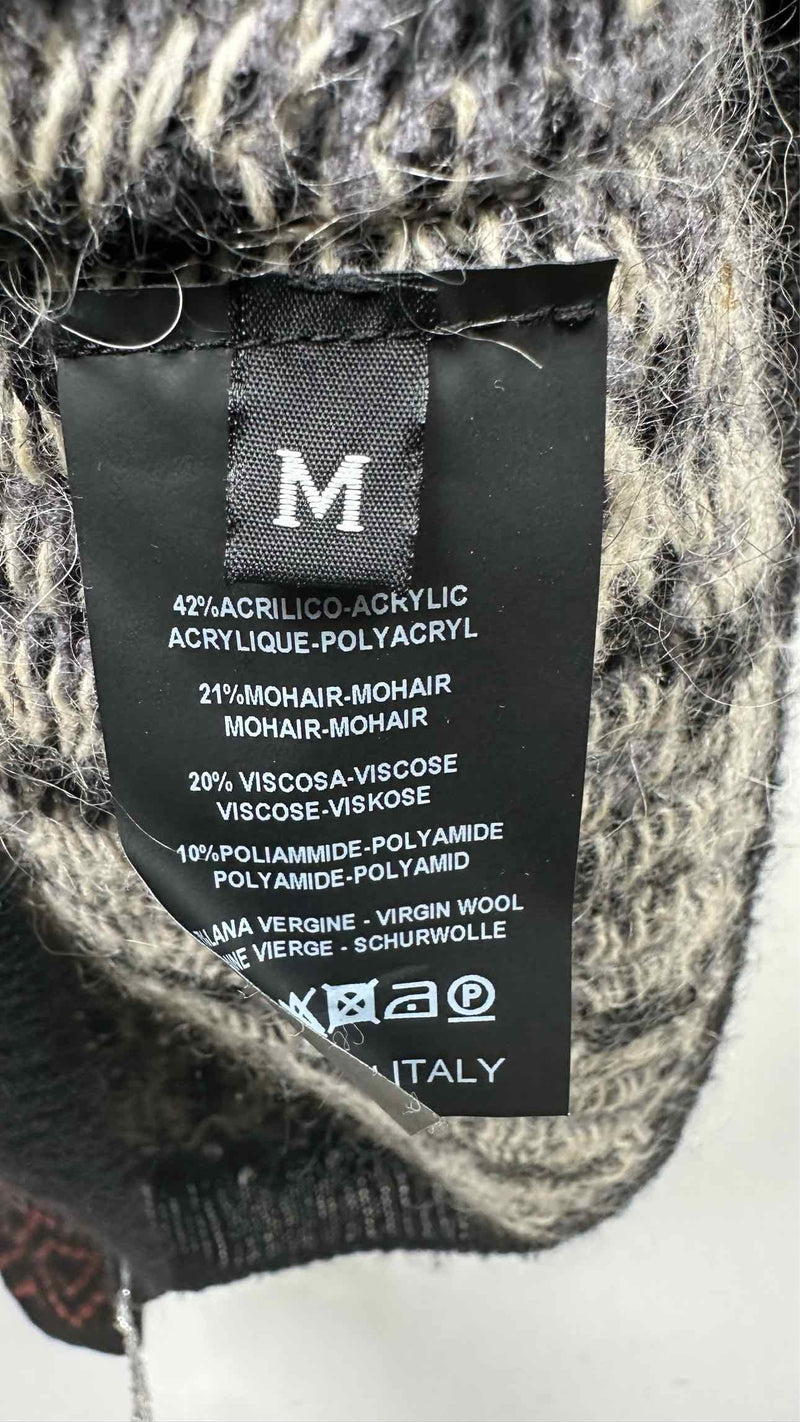 M
42%ACRILICO-ACRYLIC
ACRYLIQUE-POLYACRYL
21%MOHAIR-MOHAIR
MOHAIR-MOHAIR
20% VISCOSA-VISCOSE
VISCOSE-VISKOSE
10%POLIAMMIDE-POLYAMIDE
POLYAMIDE-POLYAMID
LANA VERGINE - VIRGIN WOOL
VIERGE - SCHURWOLLE
P
ITALY